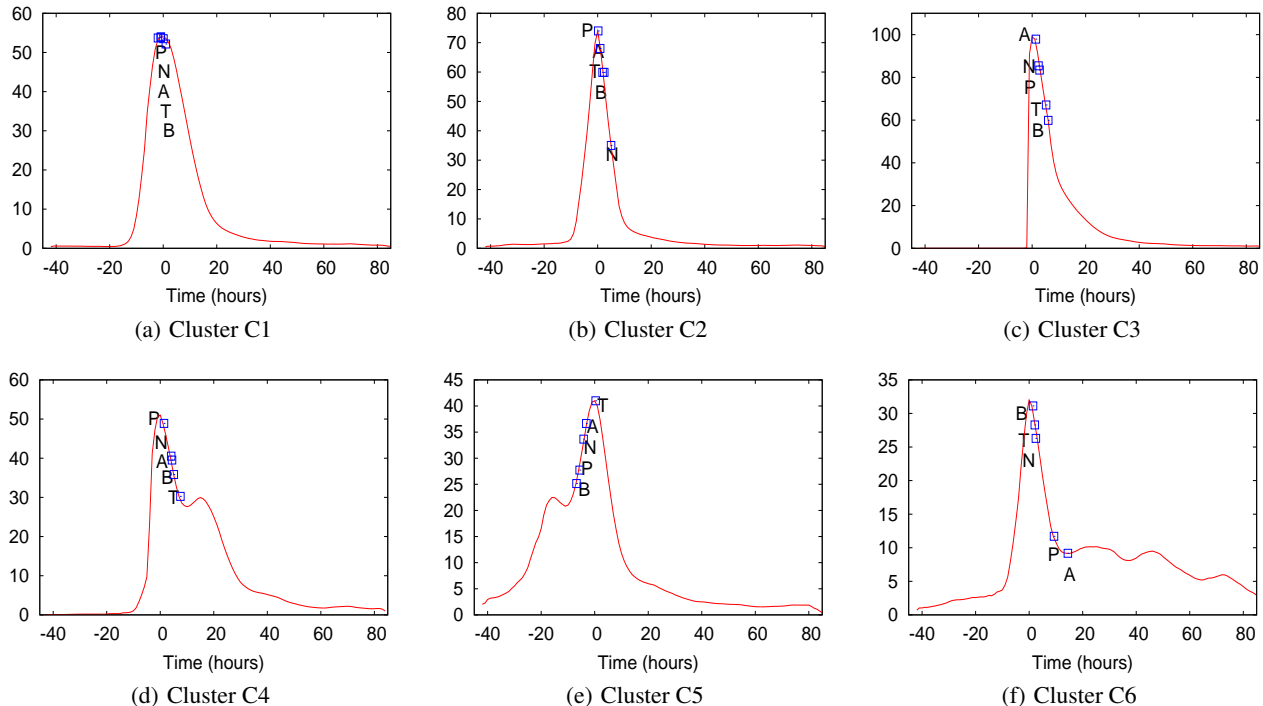 60
50
40
30
20
10
0
P
N
A
T
B
-40 -20 0 20 40 60 80
Time (hours)
(a) Cluster C1
80
70
60
50
40
30
20
10
0
P
A
T
B
N
-40 -20 0 20 40 60 80
Time (hours)
(b) Cluster C2
100
80
60
40
20
0
A
N
P
T
B
-40 -20 0 20 40 60 80
Time (hours)
(c) Cluster C3
60
50
40
30
20
10
0
P
N
A
B
T
-40 -20 0 20 40 60 80
Time (hours)
(d) Cluster C4
45
40
35
30
25
20
15
10
5
0
T
A
N
P
B
-40 -20 0 20 40 60 80
Time (hours)
(e) Cluster C5
35
30
25
20
15
10
5
0
B
T
N
P
A
-40 -20 0 20 40 60 80
Time (hours)
(f) Cluster C6